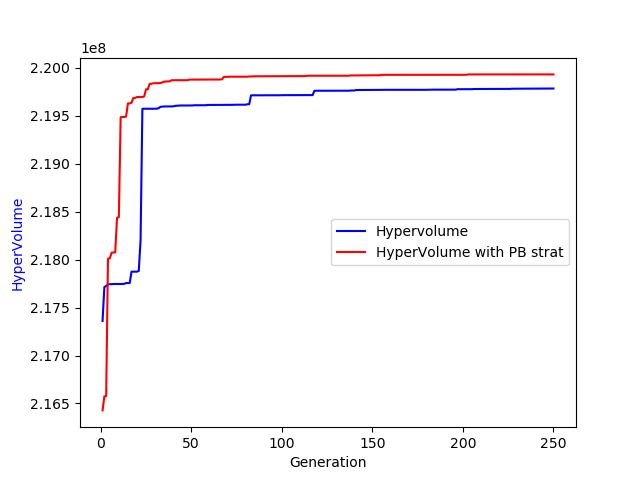 1e8
2.200
2.195
2.190
2.185
2.180
2.175
2.170
2.165
HyperVolume
Hypervolume
HyperVolume with PB strat
0
50
100
150
200
250
Generation